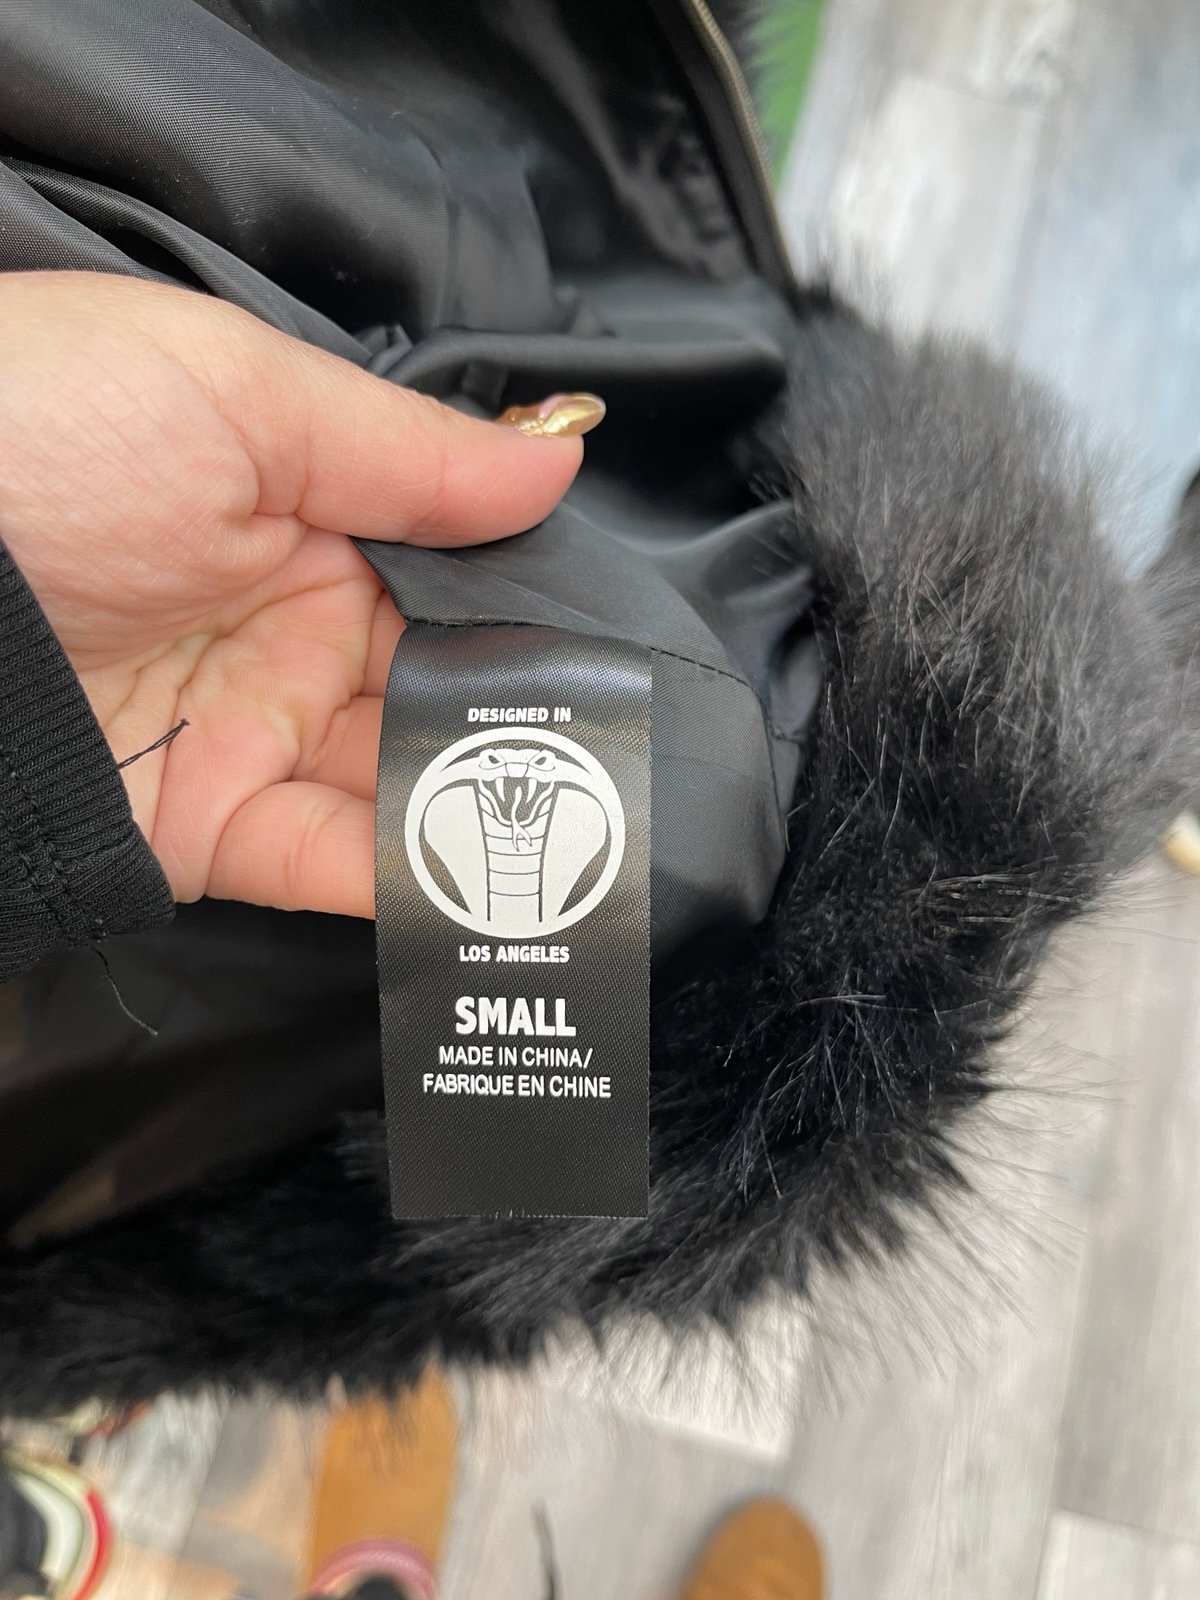 DESIGNED IN
LOS ANGELES
SMALL
MADE IN CHINA/
FABRIQUE EN CHINE